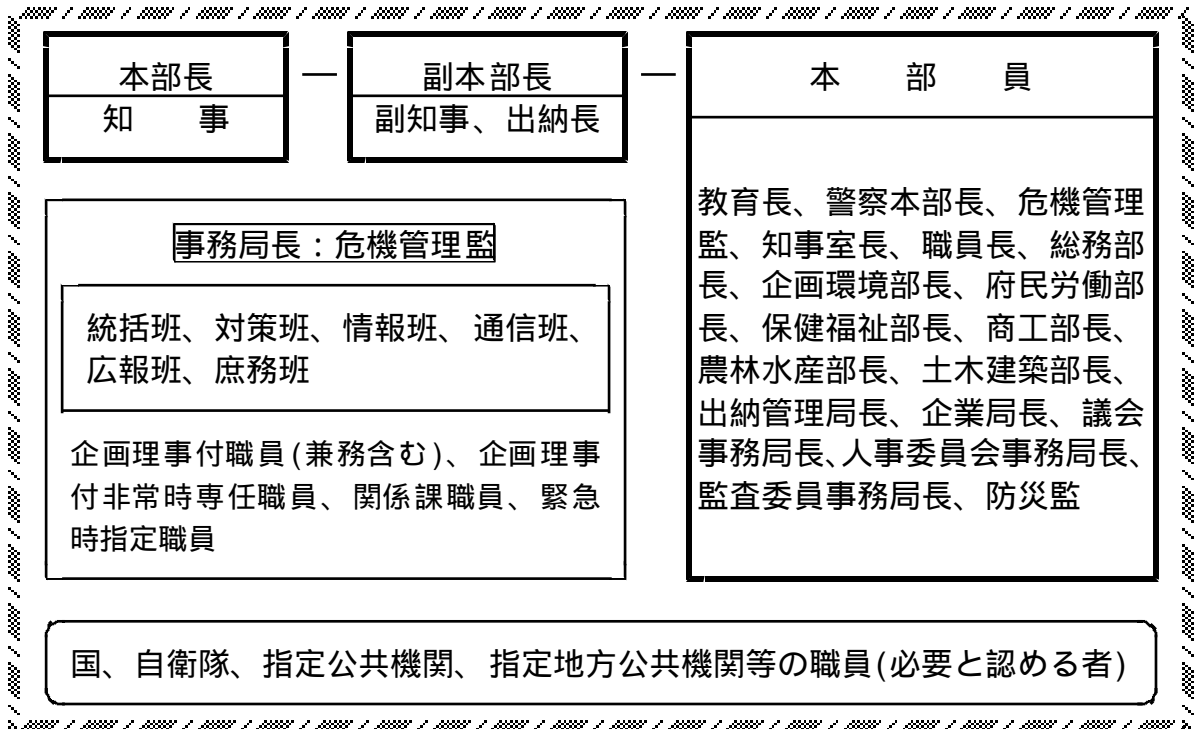 本部長
知　　事
―
副本部長
副知事、出納長
―
本　　部　　員
教育長、警察本部長、危機管理
監、知事室長、職員長、総務部
長、企画環境部長、府民労働部
長、保健福祉部長、商工部長、
農林水産部長、土木建築部長、
出納管理局長、企業局長、議会
事務局長、人事委員会事務局長、
監査委員事務局長、防災監
事務局長：危機管理監
統括班、対策班、情報班、通信班、
広報班、庶務班
企画理事付職員(兼務含む)、企画理事
付非常時専任職員、関係課職員、緊急
時指定職員
国、自衛隊、指定公共機関、指定地方公共機関等の職員(必要と認める者)